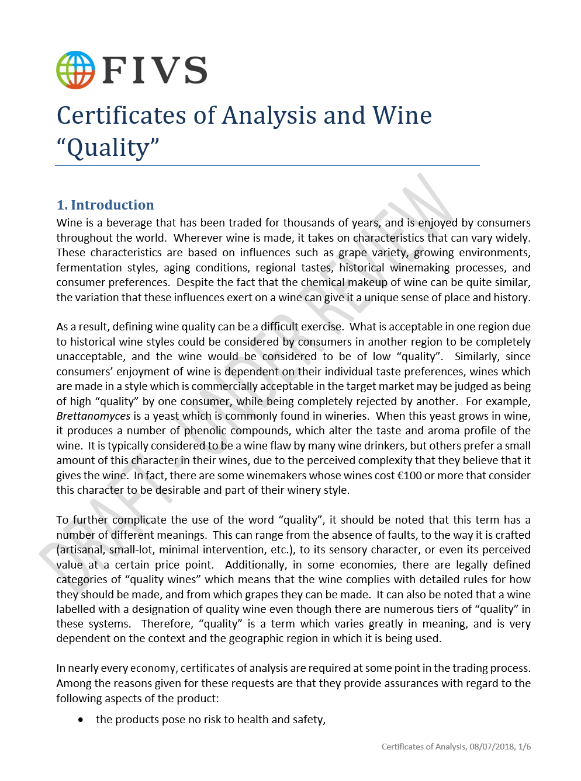 FIVS
Certificates of Analysis and Wine
“Quality”
1. Introduction
Wine is a beverage that has been traded for thousands of years, and is enjoyed by consumers
throughout the world. Wherever wine is made, it takes on characteristics that can vary widely.
These characteristics are based on influences such as grape variety, growing environments,
fermentation styles, aging conditions, regional tastes, historical winemaking processes, and
consumer preferences. Despite the fact that the chemical makeup of wine can be quite similar,
the variation that these influences exert on a wine can give it a unique sense of place and history.
As a result, defining wine quality can be a difficult exercise. What is acceptable in one region due
to historical wine styles could be considered by consumers in another region to be completely
unacceptable, and the wine would be considered to be of low “quality”. Similarly, since
consumers’ enjoyment of wine is dependent on their individual taste preferences, wines which
are made in a style which is commercially acceptable in the target market may be judged as being
of high “quality” by one consumer, while being completely rejected by another. For example,
Brettanomyces is a yeast which is commonly found in wineries. When this yeast grows in wine,
it produces a number of phenolic compounds, which alter the taste and aroma profile of the
wine. It is typically considered to be a wine flaw by many wine drinkers, but others prefer a small
amount of this character in their wines, due to the perceived complexity that they believe that it
gives the wine. In fact, there are some winemakers whose wines cost €100 or more that consider
this character to be desirable and part of their winery style.
To further complicate the use of the word “quality”, it should be noted that this term has a
number of different meanings. This can range from the absence of faults, to the way it is crafted
(artisanal, small-lot, minimal intervention, etc.), to its sensory character, or even its perceived
value at a certain price point. Additionally, in some economies, there are legally defined
categories of “quality wines” which means that the wine complies with detailed rules for how
they should be made, and from which grapes they can be made. It can also be noted that a wine
labelled with a designation of quality wine even though there are numerous tiers of “quality” in
these systems. Therefore, “quality” is a term which varies greatly in meaning, and is very
dependent on the context and the geographic region in which it is being used.
In nearly every economy, certificates of analysis are required at some point in the trading process.
Among the reasons given for these requests are that they provide assurances with regard to the
following aspects of the product:
• the products pose no risk to health and safety,
Certificates of Analysis, 08/07/2018, 1/6
DRAFT - UNDER REVIEW